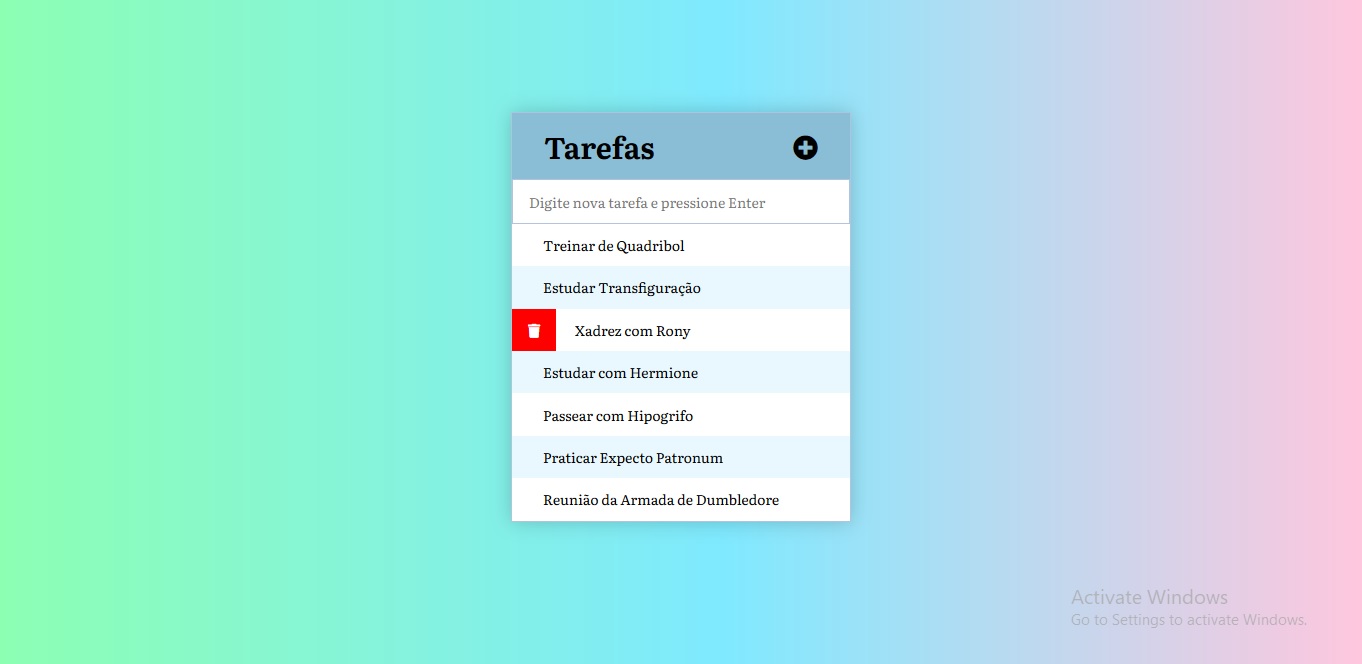 Tarefas
Digite nova tarefa e pressione Enter
Treinar de Quadribol
Estudar Transfiguração
Xadrez com Rony
Estudar com Hermione
Passear com Hipogrifo
Praticar Expecto Patronum
Reunião da Armada de Dumbledore
Activate Windows
Go to Settings to activate Windows.